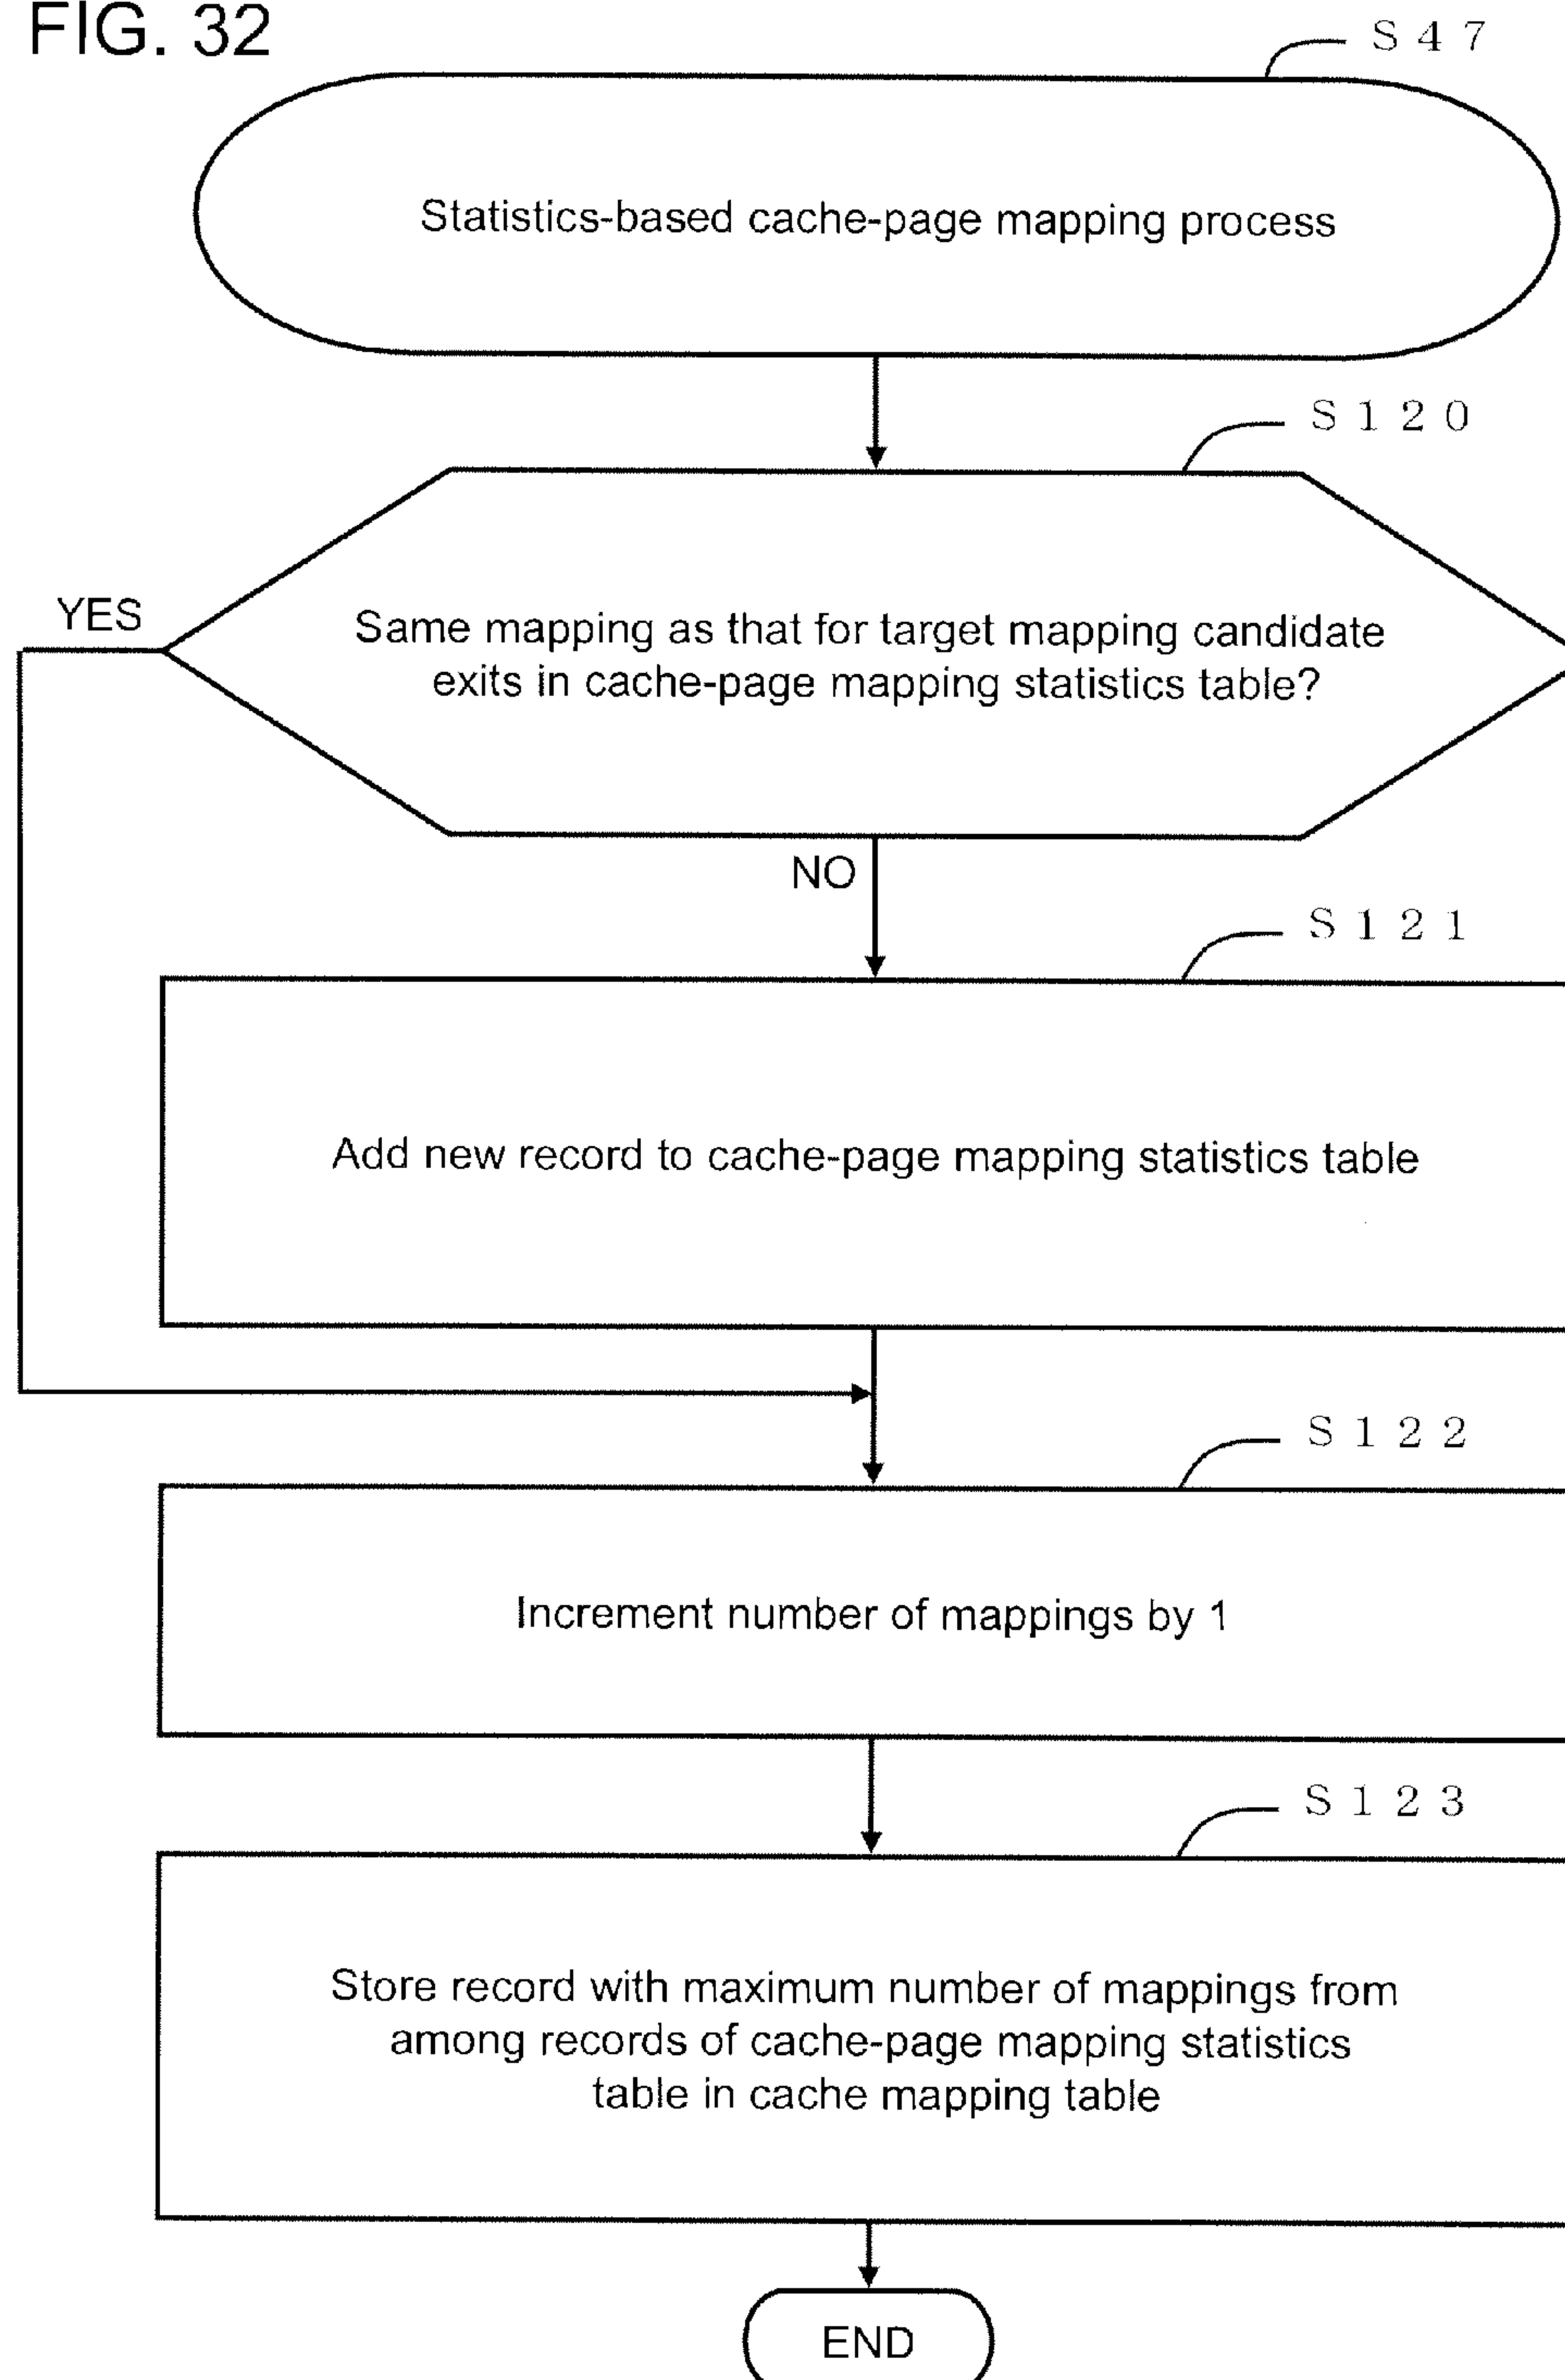 FIG. 32
S47
Statistics-based cache-page mapping process
S120
YES
Same mapping as that for target mapping candidate
exits in cache-page mapping statistics table?
NO
S121
Add new record to cache-page mapping statistics table
S122
Increment number of mappings by 1
S123
Store record with maximum number of mappings from
among records of cache-page mapping statistics
table in cache mapping table
END